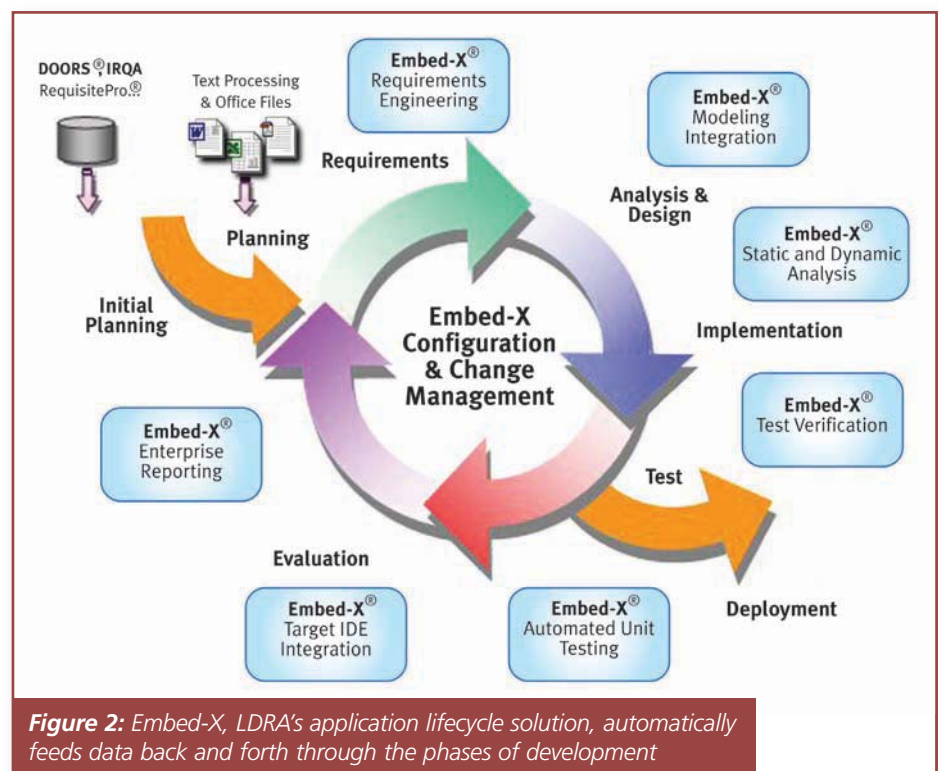 DOORS®, IRQA
RequisitePro...®
Text Processing
& Office Files
Embed-X®
Requirements
Engineering
Embed-X®
Modeling
Integration
Requirements
Analysis &
Design
Planning
Embed-X®
Static and Dynamic
Analysis
Initial
Planning
Embed-X
Configuration
& Change
Management
Implementation
Embed-X®
Test Verification
Embed-X®
Enterprise
Reporting
Test
Evaluation
Deployment
Embed-X®
Target IDE
Integration
Embed-X®
Automated Unit
Testing
Figure 2: Embed-X, LDRA's application lifecycle solution, automatically
feeds data back and forth through the phases of development